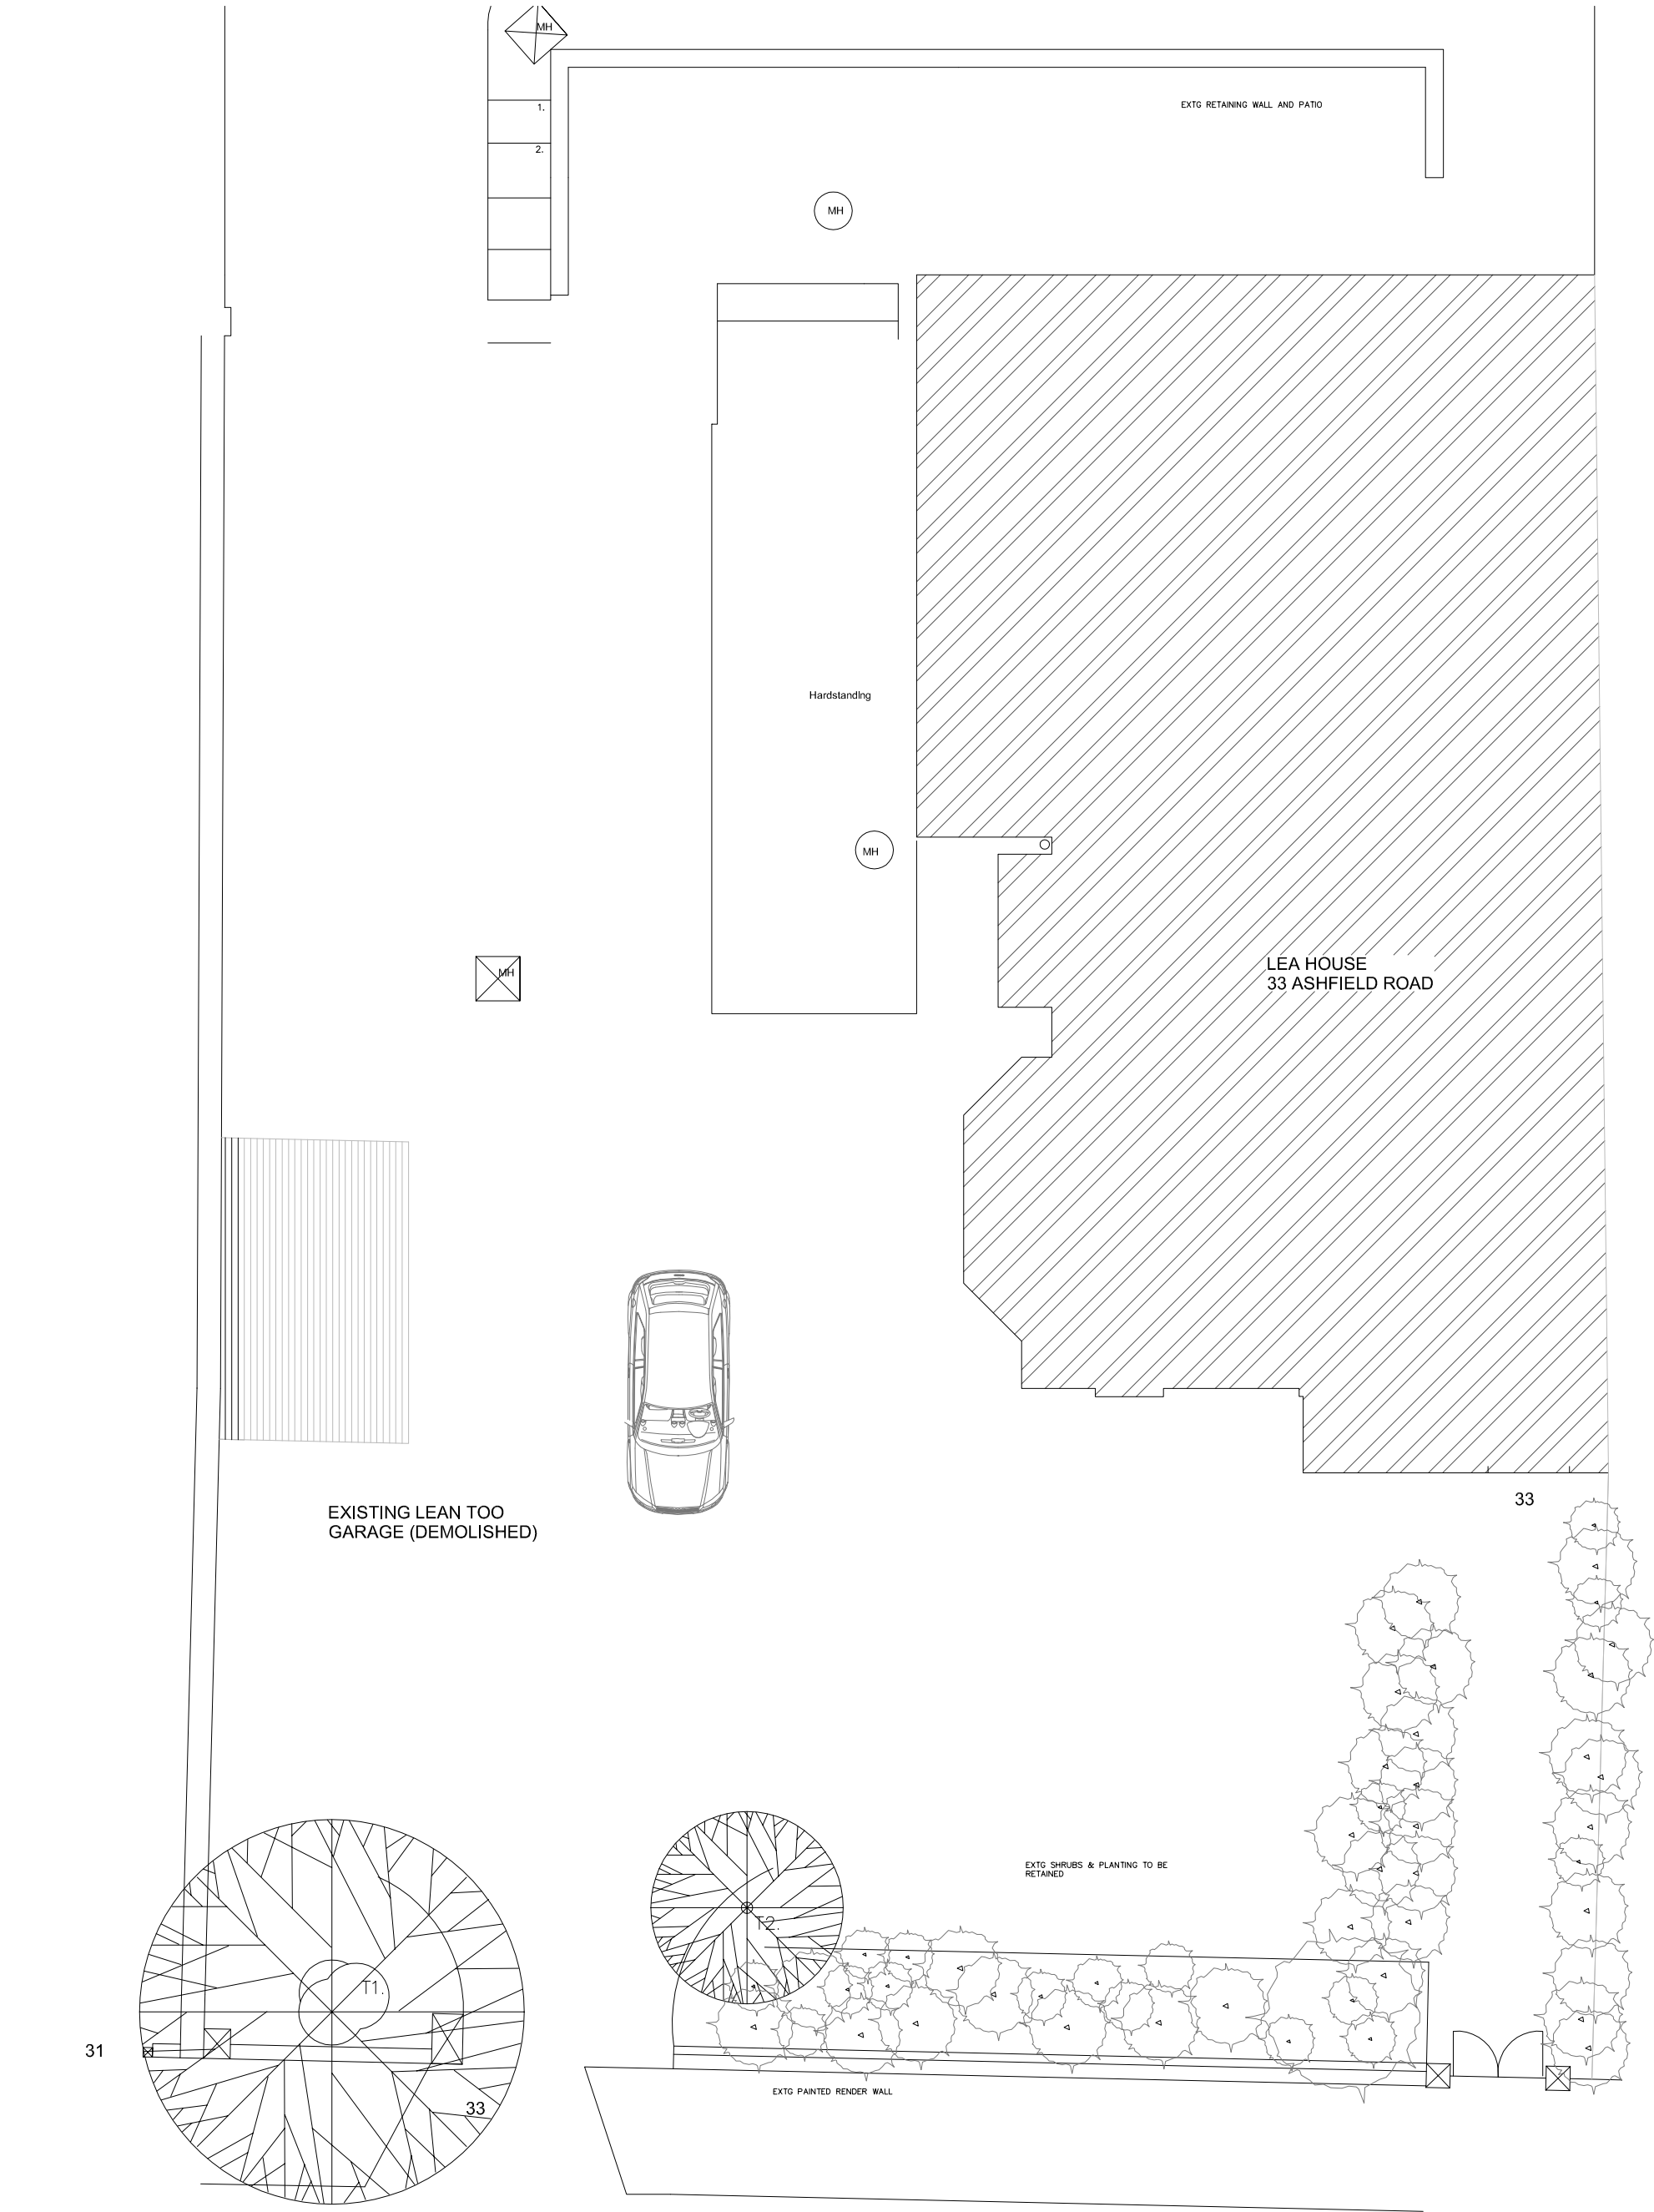 MH
1.
EXTG RETAINING WALL AND PATIO
2.
MH
Hardstanding
MH
LEA HOUSE
33 ASHFIELD ROAD
MH
EXISTING LEAN TOO
GARAGE (DEMOLISHED)
33
EXTG SHRUBS & PLANTING TO BE
RETAINED
T2.
T1.
31
EXTG PAINTED RENDER WALL
33